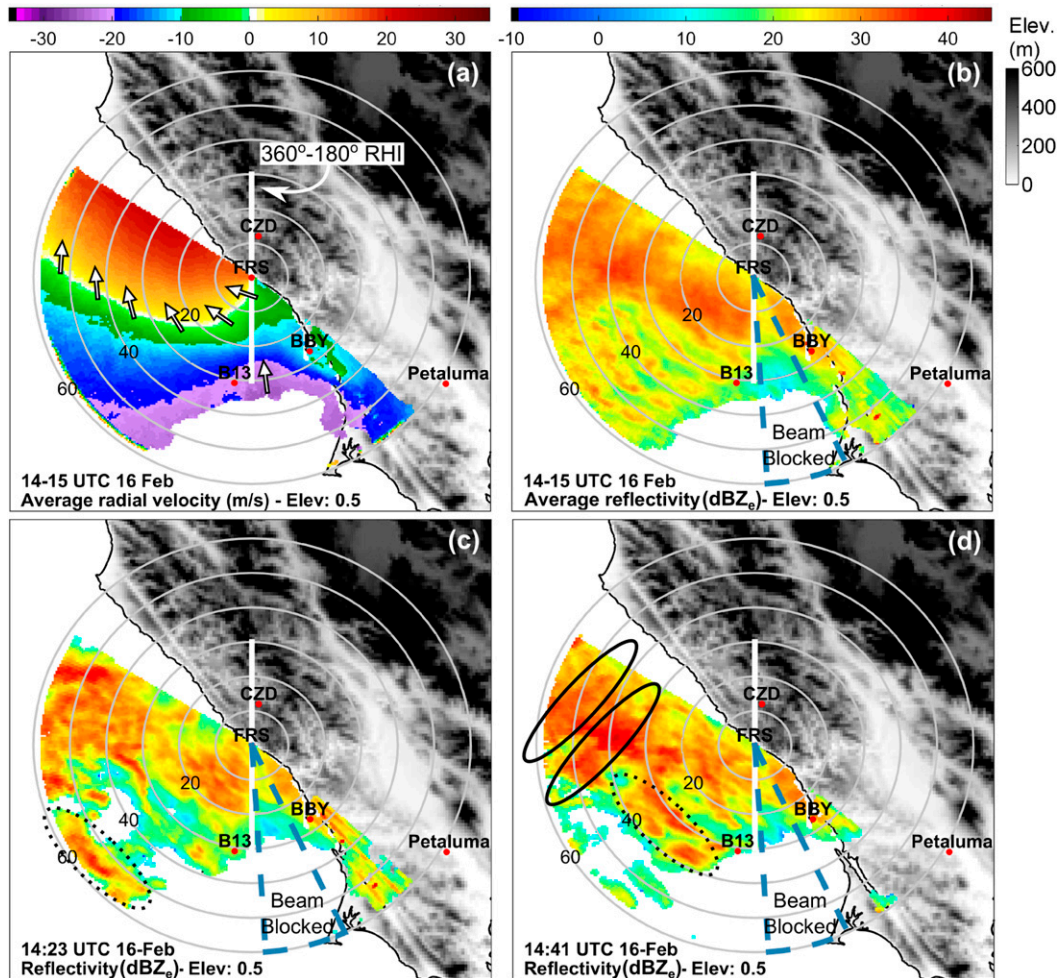 -30 -20 -10 0 10 20 30
-10 0 10 20 30 40
Elev.
(m)
600
400
200
0
(a)
360º-180º RHI
CZD
FRS
20
BBY
40
B13
Petaluma
60
14-15 UTC 16 Feb
Average radial velocity (m/s) - Elev: 0.5
(b)
CZD
FRS
20
BBY
40
B13
Petaluma
60
Beam
Blocked
14-15 UTC 16 Feb
Average reflectivity (dBZe)- Elev: 0.5
(c)
CZD
FRS
20
BBY
40
B13
Petaluma
60
Beam
Blocked
14:23 UTC 16-Feb
Reflectivity (dBZe)- Elev: 0.5
(d)
CZD
FRS
20
BBY
40
B13
Petaluma
60
Beam
Blocked
14:41 UTC 16-Feb
Reflectivity (dBZe)- Elev: 0.5